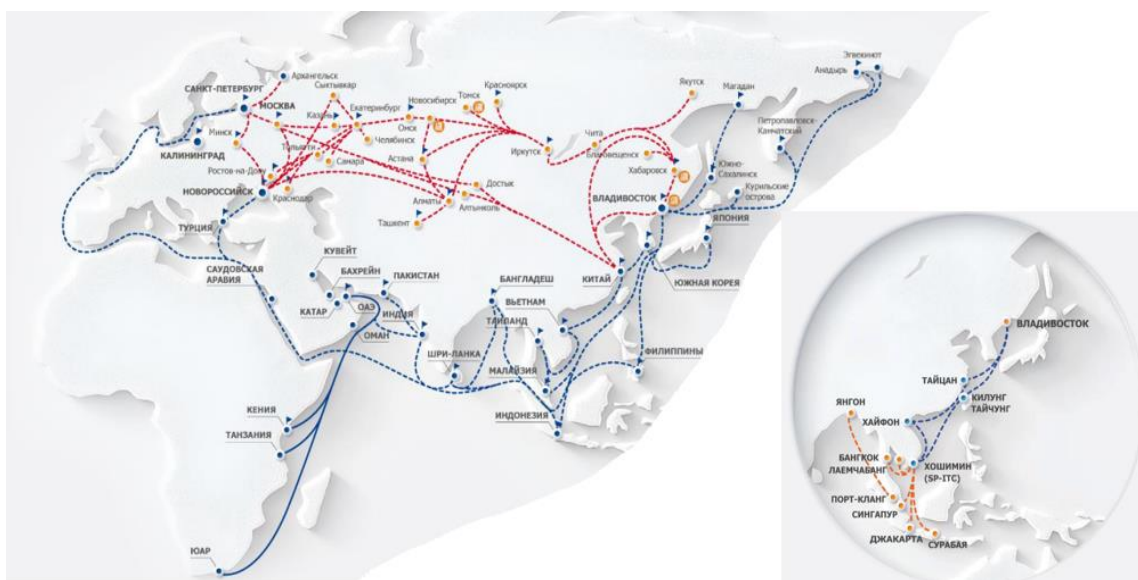 Эгвекинот
Анадырь
Архангельск
Сыктывкар
САНКТ-ПЕТЕРБУРГ
МОСКВА
Екатеринбург
Новосибирск
Томск
Красноярск
Якутск
Магадан
Казань
Омск
Минск
Челябинск
Петропавловск-
Камчатский
КАЛИНИНГРАД
Тольятти
Самара
Астана
Иркутск
Чита
Благовещенск
Хабаровск
Южно-
Сахалинск
Ростов-на-Дону
Достык
НОВОРОССИЙСК
Краснодар
Алматы
Алтынколь
Курильские
острова
ВЛАДИВОСТОК
Ташкент
ЯПОНИЯ
ТУРЦИЯ
КУВЕЙТ
САУДОВСКАЯ
АРАВИЯ
БАХРЕЙН
ПАКИСТАН
БАНГЛАДЕШ
КИТАЙ
ЮЖНАЯ КОРЕЯ
КАТАР
ОАЭ
ИНДИЯ
ВЬЕТНАМ
ОМАН
ТАИЛАНД
ШРИ-ЛАНКА
ФИЛИППИНЫ
МАЛАЙЗИЯ
ИНДОНЕЗИЯ
КЕНИЯ
ТАНЗАНИЯ
ЮАР
ВЛАДИВОСТОК
ТАЙЦАН
КИЛУНГ
ТАЙЧУНГ
ЯНГОН
ХАЙФОН
БАНГКОК
ЛАЕМЧАБАНГ
ХОШИМИН
(SP-ITC)
ПОРТ-КЛАНГ
СИНГАПУР
ДЖАКАРТА
СУРАБАЯ